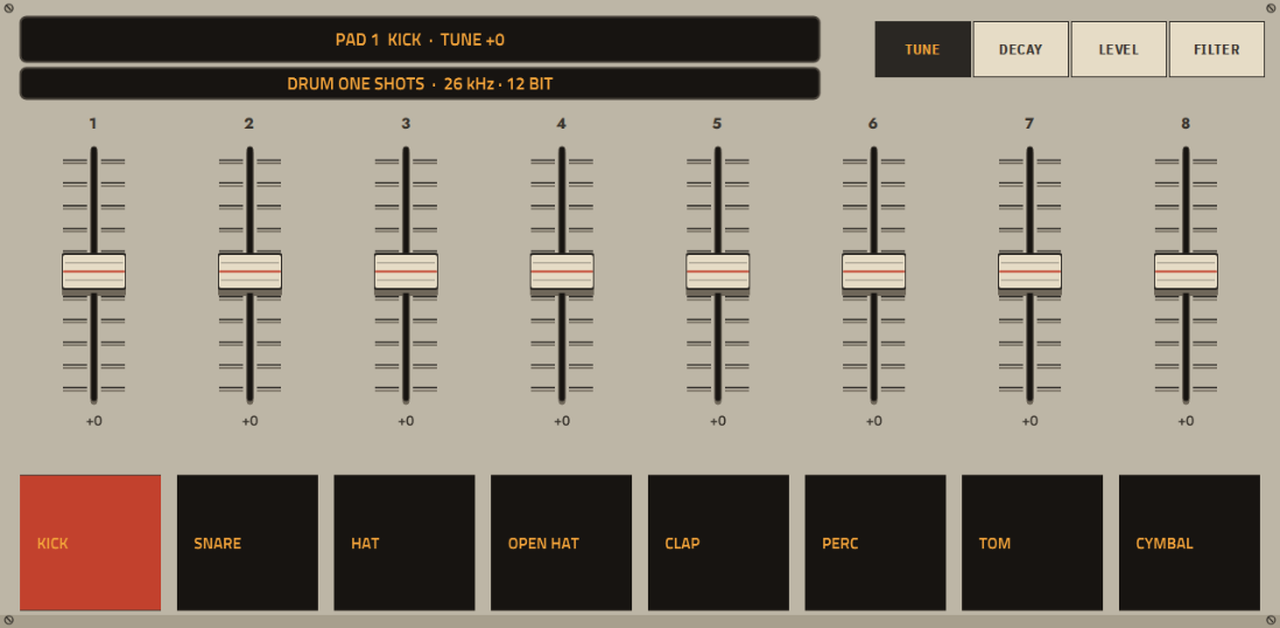 PAD 1 KICK · TUNE +0
DRUM ONE SHOTS · 26 kHz · 12 BIT
TUNE DECAY LEVEL FILTER
1 2 3 4 5 6 7 8
+0 +0 +0 +0 +0 +0 +0 +0
KICK SNARE HAT OPEN HAT CLAP PERC TOM CYMBAL